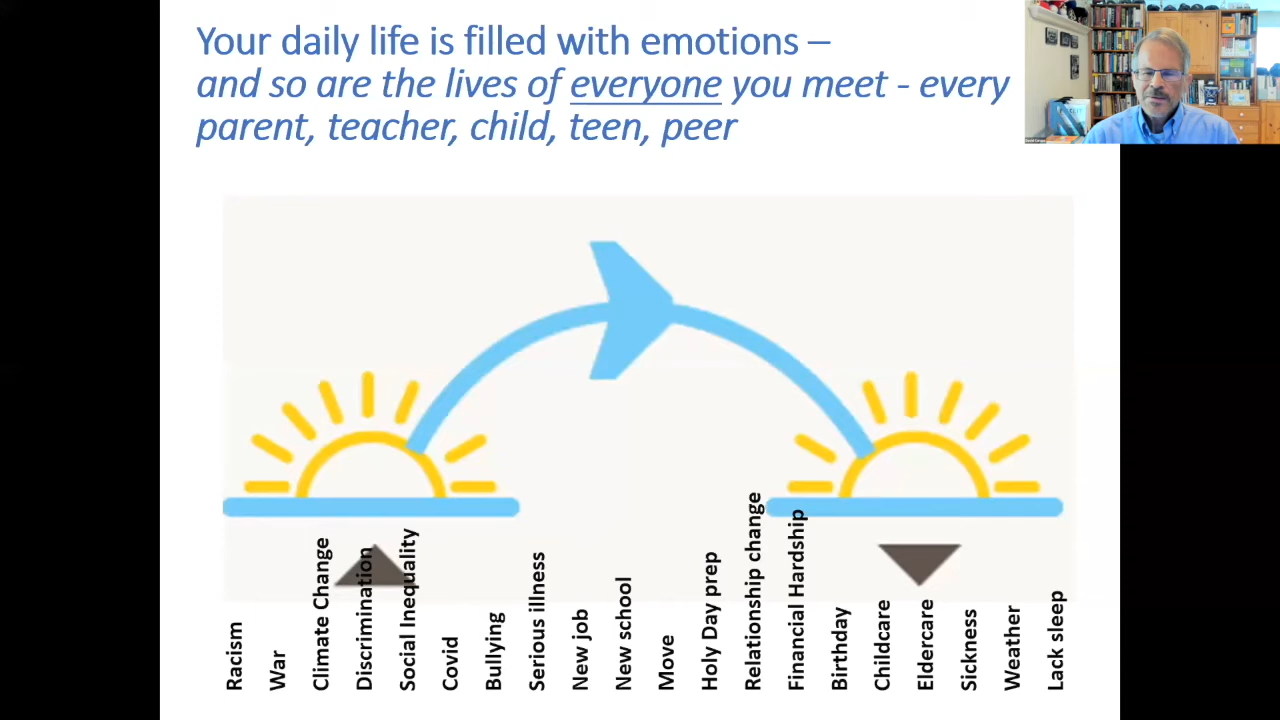 Your daily life is filled with emotions –
and so are the lives of everyone you meet - every
parent, teacher, child, teen, peer
Racism
War
Climate Change
Discrimination
Social Inequality
Covid
Bullying
Serious illness
New job
New school
Move
Holy Day prep
Relationship change
Financial Hardship
Birthday
Childcare
Eldercare
Sickness
Weather
Lack sleep